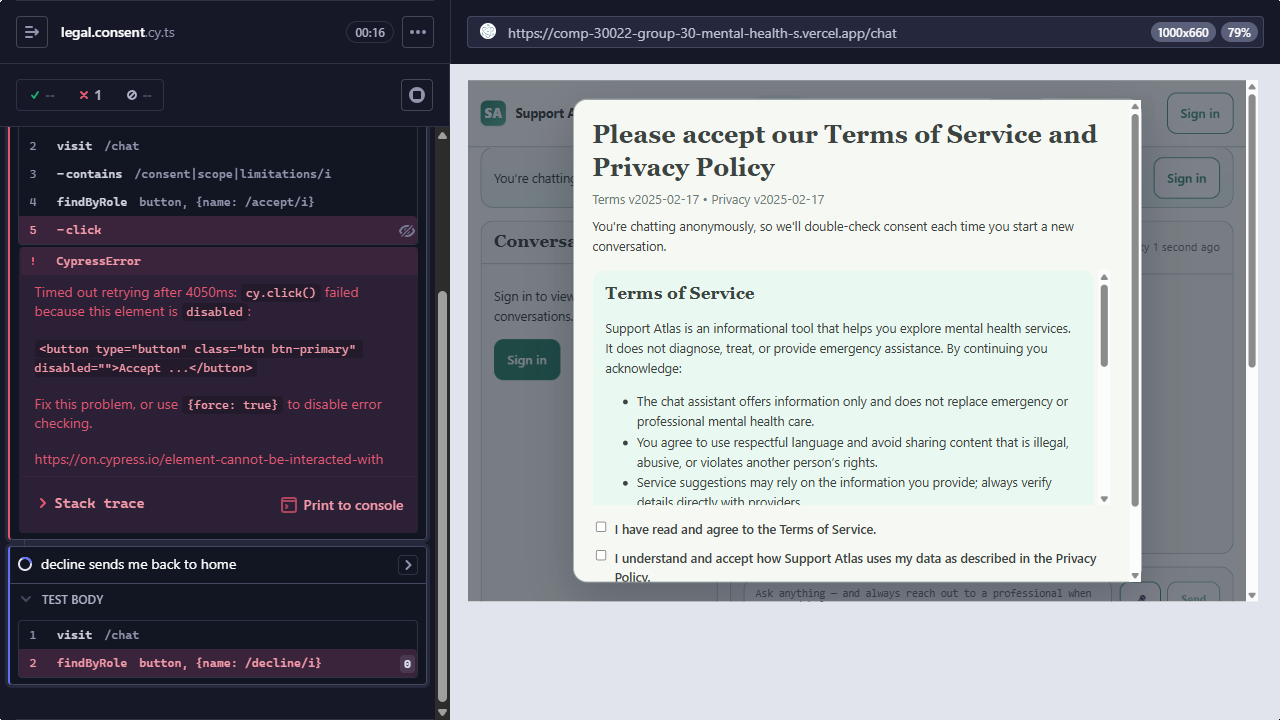 legal.consent.cy.ts
00:16
--
1
--
2 visit /chat
3 -contains /consent|scope|limitations/i
4 findByRole button, {name: /accept/i}
5 -click
! CypressError
Timed out retrying after 4050ms: cy.click() failed
because this element is disabled:
<button type="button" class="btn btn-primary"
disabled="">Accept ...</button>
Fix this problem, or use {force: true} to disable error
checking.
https://on.cypress.io/element-cannot-be-interacted-with
Stack trace
Print to console
decline sends me back to home
TEST BODY
1 visit /chat
2 findByRole button, {name: /decline/i} 0
https://comp-30022-group-30-mental-health-s.vercel.app/chat
1000x660
79%
SA
Support A
Sign in
You're chatting
Sign in
Conversa
y 1 second ago
Sign in to view
conversations.
Sign in
Please accept our Terms of Service and
Privacy Policy
Terms v2025-02-17 • Privacy v2025-02-17
You're chatting anonymously, so we'll double-check consent each time you start a new
conversation.
Terms of Service
Support Atlas is an informational tool that helps you explore mental health services.
It does not diagnose, treat, or provide emergency assistance. By continuing you
acknowledge:
• The chat assistant offers information only and does not replace emergency or
professional mental health care.
• You agree to use respectful language and avoid sharing content that is illegal,
abusive, or violates another person's rights.
• Service suggestions may rely on the information you provide; always verify
details directly with providers.
I have read and agree to the Terms of Service.
I understand and accept how Support Atlas uses my data as described in the Privacy
Policy.
Ask anything — and always reach out to a professional when
Send